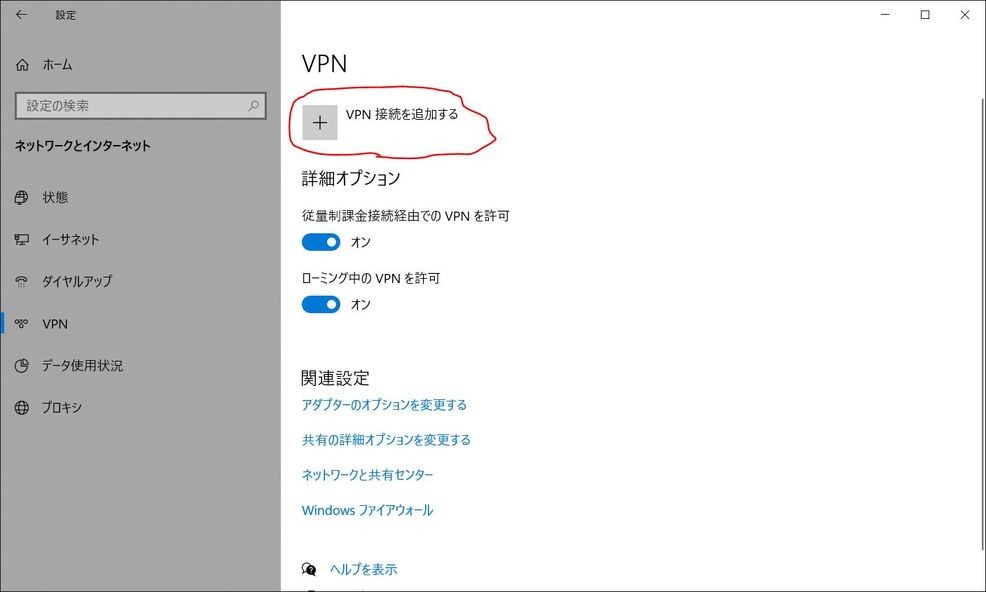 設定
ホーム
設定の検索
ネットワークとインターネット
状態
イーサネット
ダイヤルアップ
VPN
データ使用状況
プロキシ
VPN
VPN 接続を追加する
詳細オプション
従量制課金接続経由での VPN を許可
オン
ローミング中の VPN を許可
オン
関連設定
アダプターのオプションを変更する
共有の詳細オプションを変更する
ネットワークと共有センター
Windows ファイアウォール
ヘルプを表示